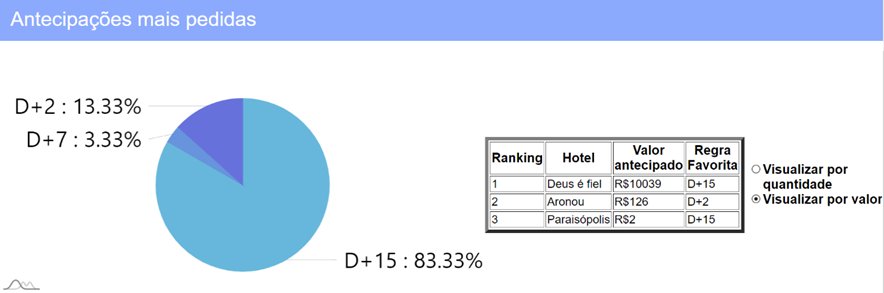 Antecipações mais pedidas
D+2 : 13.33%
D+7 : 3.33%
D+15 : 83.33%
Ranking Hotel Valor antecipado Regra Favorita
1 Deus é fiel R$10039 D+15
2 Aronou R$126 D+2
3 Paraisópolis R$2 D+15
Visualizar por
quantidade
Visualizar por valor